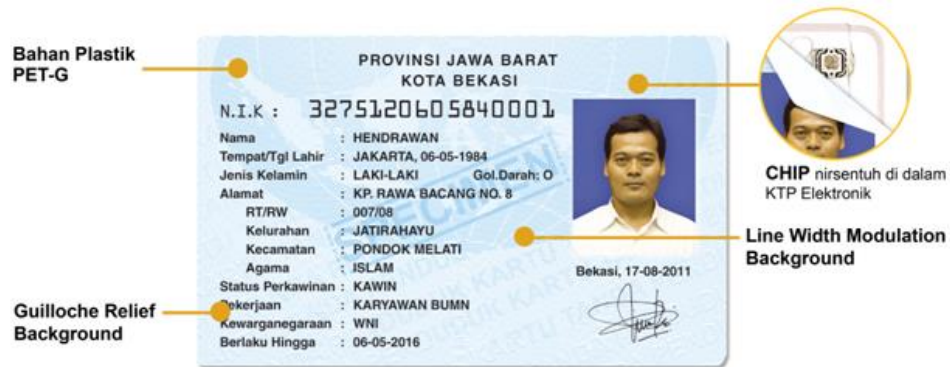 Bahan Plastik
PET-G
PROVINSI JAWA BARAT
KOTA BEKASI
N.I.K : 3275120605840001
Nama : HENDRAWAN
Tempat/Tgl Lahir : JAKARTA, 06-05-1984
Jenis Kelamin : LAKI-LAKI Gol.Darah: O
Alamat : KP. RAWA BACANG NO. 8
RT/RW : 007/08
Kelurahan : JATIRAHAYU
Kecamatan : PONDOK MELATI
Agama : ISLAM
Status Perkawinan : KAWIN
Pekerjaan : KARYAWAN BUMN
Kewarganegaraan : WNI
Berlaku Hingga : 06-05-2016
SPECIMEN
Bekasi, 17-08-2011
CHIP nirsentuh di dalam
KTP Elektronik
Line Width Modulation
Background
Guilloche Relief
Background